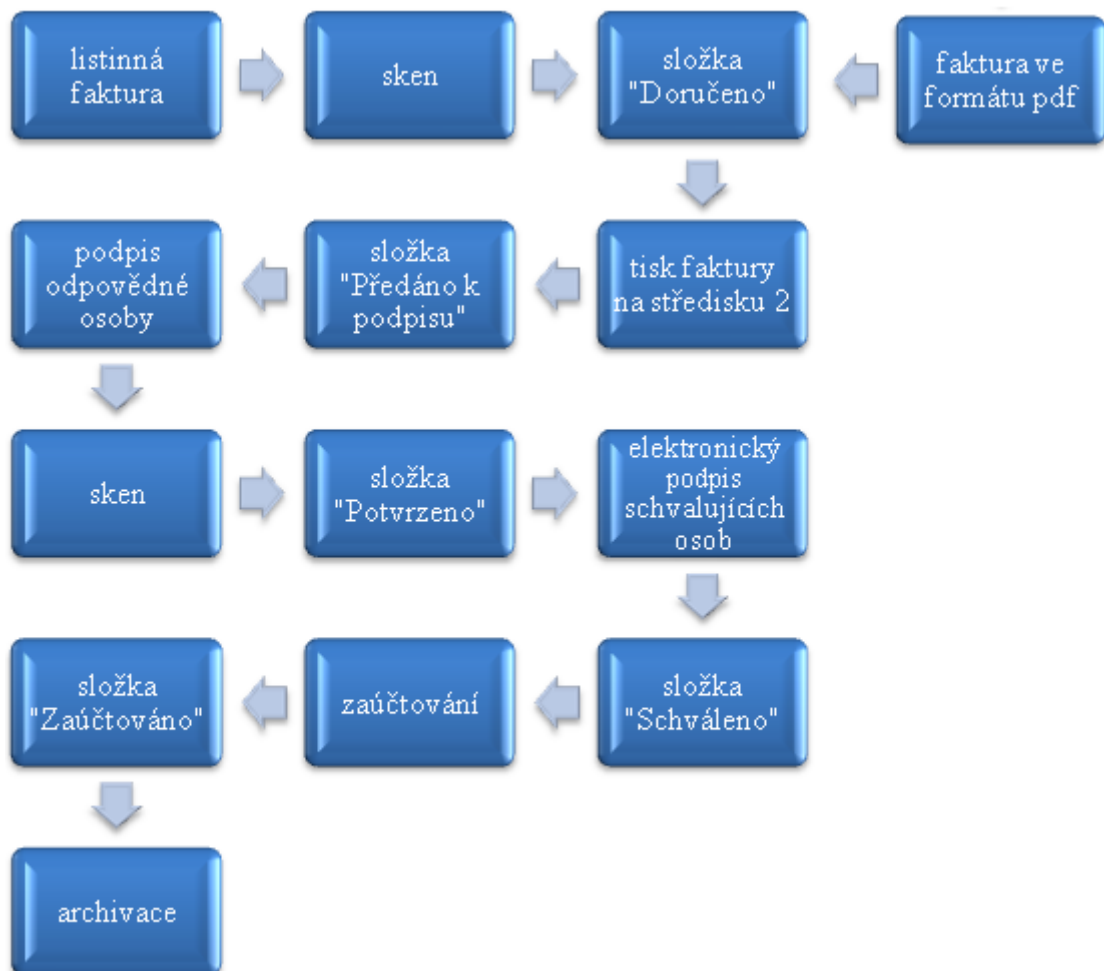 listinná
faktura
sken
složka
"Doručeno"
faktura ve
formátu pdf
podpis
odpovědné
osoby
složka
"Předáno k
podpisu"
tisk faktury
na středisku 2
sken
složka
"Potvrzeno"
elektronický
podpis
schvalujících
osob
složka
"Zaúčtováno"
zaúčtování
složka
"Schváleno"
archivace